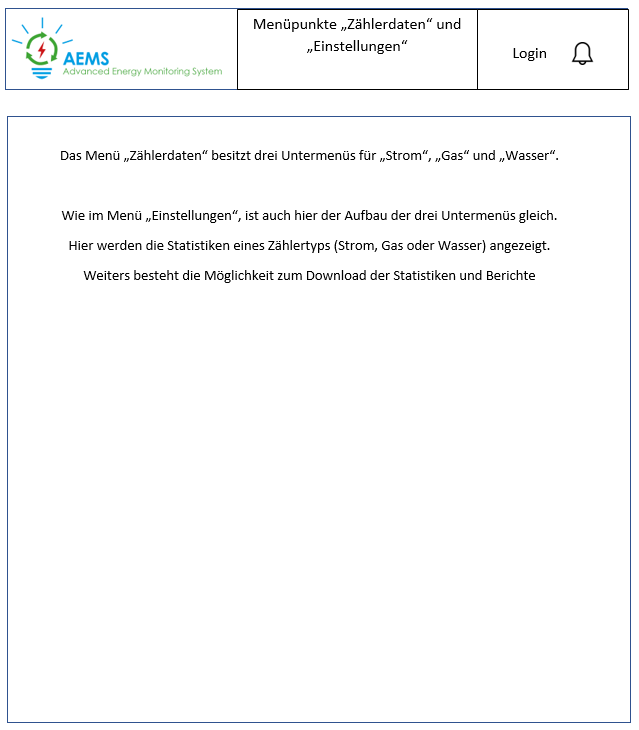 AEMS
Advanced Energy Monitoring System
Menüpunkte „Zählerdaten“ und
„Einstellungen“
Login
Das Menü „Zählerdaten“ besitzt drei Untermenüs für „Strom“, „Gas“ und „Wasser“.
Wie im Menü „Einstellungen“, ist auch hier der Aufbau der drei Untermenüs gleich.
Hier werden die Statistiken eines Zählertyps (Strom, Gas oder Wasser) angezeigt.
Weiters besteht die Möglichkeit zum Download der Statistiken und Berichte